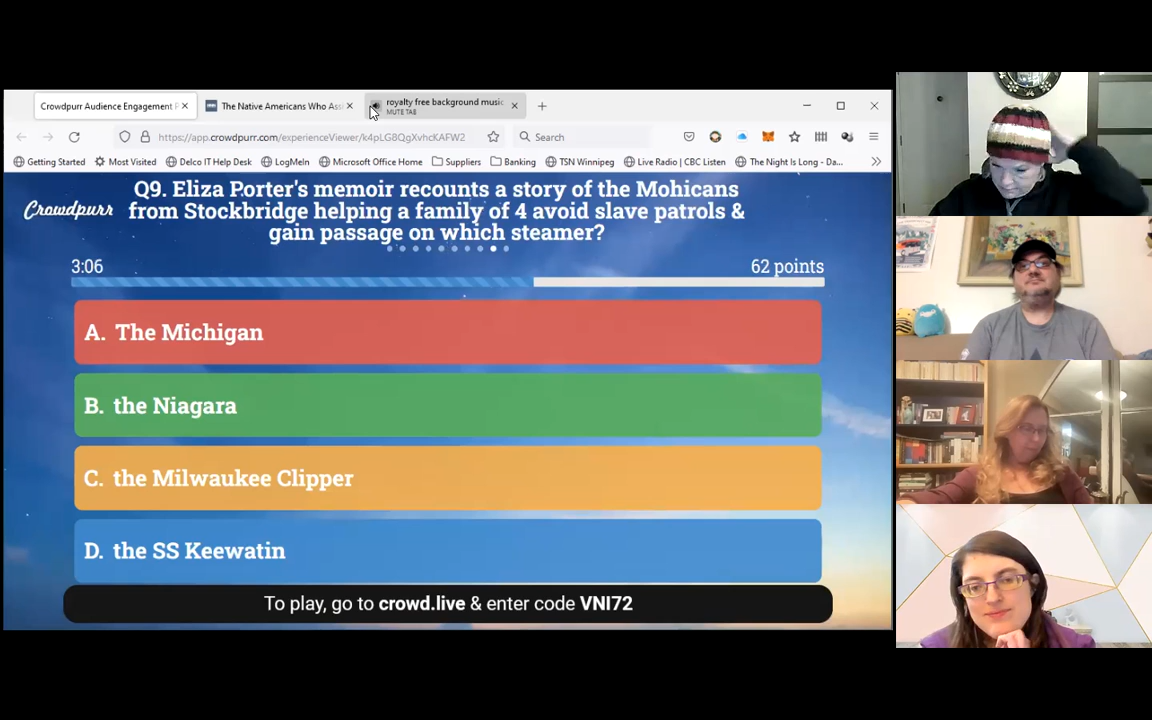 Crowdpurr Audience Engagement P
The Native Americans Who Ass
royalty free background music
MUTE TAB
https://app.crowdpurr.com/experienceViewer/k4pLG8QgXvhcKAFW2
Search
Getting Started
Most Visited
Delco IT Help Desk
LogMeIn
Microsoft Office Home
Suppliers
Banking
TSN Winnipeg
Live Radio | CBC Listen
The Night Is Long - Da...
Crowdpurr
Q9. Eliza Porter's memoir recounts a story of the Mohicans
from Stockbridge helping a family of 4 avoid slave patrols &
gain passage on which steamer?
3:06
62 points
A. The Michigan
B. the Niagara
C. the Milwaukee Clipper
D. the SS Keewatin
To play, go to crowd.live & enter code VNI72